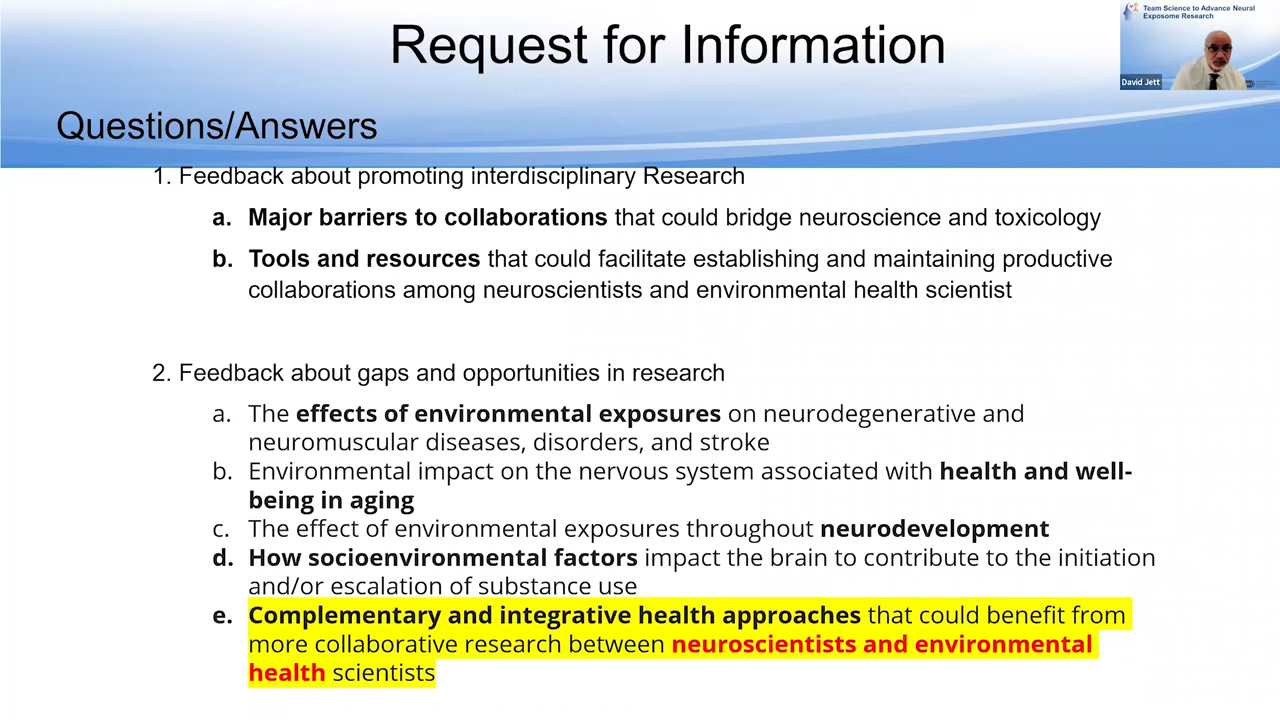 Team Science to Advance Neural
Exposome Research
Request for Information
David Jett
Questions/Answers
1. Feedback about promoting interdisciplinary Research
a. Major barriers to collaborations that could bridge neuroscience and toxicology
b. Tools and resources that could facilitate establishing and maintaining productive
collaborations among neuroscientists and environmental health scientist
2. Feedback about gaps and opportunities in research
a. The effects of environmental exposures on neurodegenerative and
neuromuscular diseases, disorders, and stroke
b. Environmental impact on the nervous system associated with health and well-
being in aging
c. The effect of environmental exposures throughout neurodevelopment
d. How socioenvironmental factors impact the brain to contribute to the initiation
and/or escalation of substance use
e. Complementary and integrative health approaches that could benefit from
more collaborative research between neuroscientists and environmental
health scientists